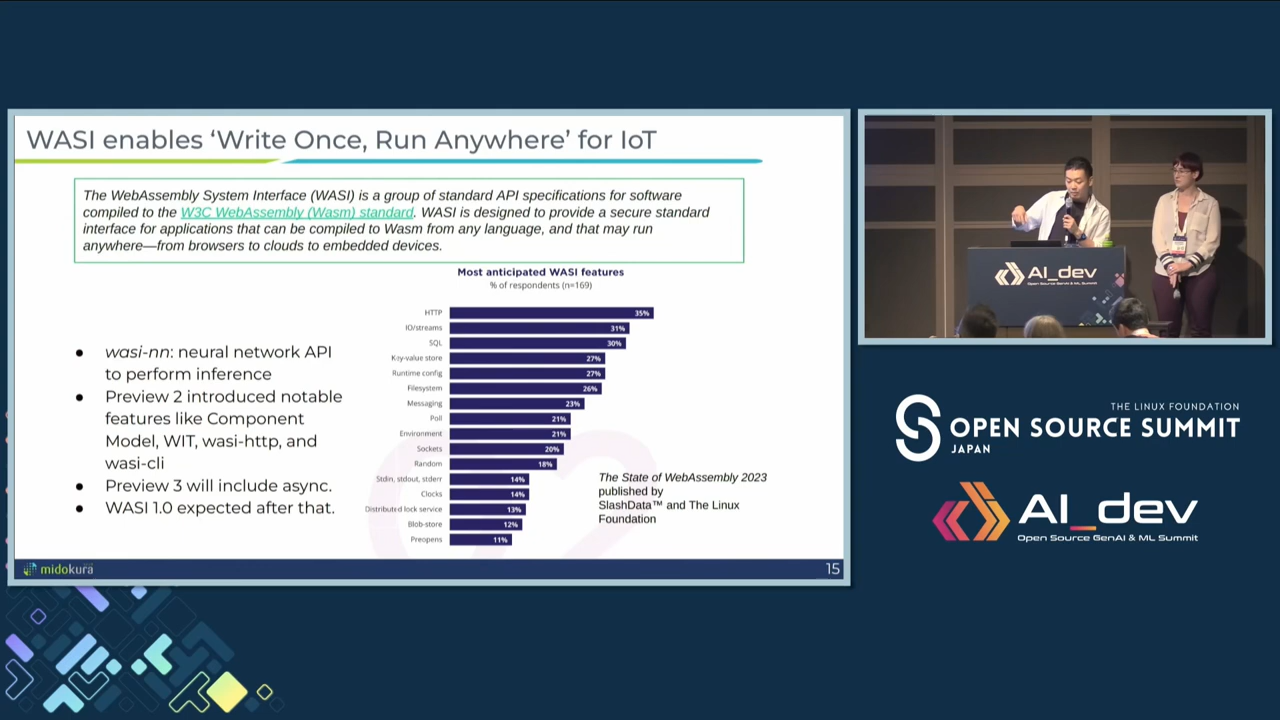 WASI enables ‘Write Once, Run Anywhere’ for IoT
The WebAssembly System Interface (WASI) is a group of standard API specifications for software
compiled to the W3C WebAssembly (Wasm) standard. WASI is designed to provide a secure standard
interface for applications that can be compiled to Wasm from any language, and that may run
anywhere—from browsers to clouds to embedded devices.
● wasi-nn: neural network API
to perform inference
● Preview 2 introduced notable
features like Component
Model, WIT, wasi-http, and
wasi-cli
● Preview 3 will include async.
● WASI 1.0 expected after that.
Most anticipated WASI features
% of respondents (n=169)
HTTP 35%
IO/streams 31%
SQL 30%
Key-value store 27%
Runtime config 27%
Filesystem 26%
Messaging 23%
Poll 21%
Environment 21%
Sockets 20%
Random 18%
Stdin, stdout, stderr 14%
Clocks 14%
Distributed lock service 13%
Blob-store 12%
Preopens 11%
The State of WebAssembly 2023
published by
SlashData™ and The Linux
Foundation
midokura
15
AI_dev
Open Source GenAI & ML Summit
THE LINUX FOUNDATION
OPEN SOURCE SUMMIT
JAPAN
AI_dev
Open Source GenAI & ML Summit